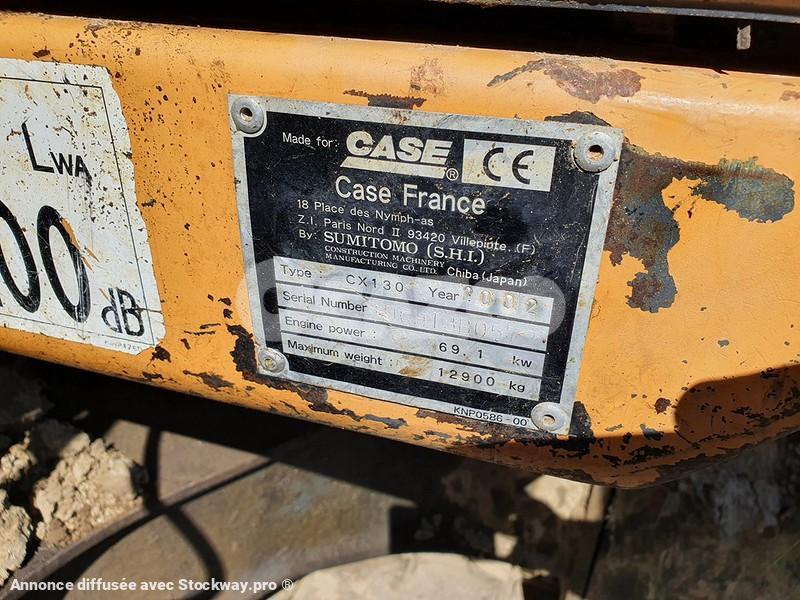 LWA
00 dB
Made for: CASE ® CE
Case France
18 Place des Nymph-as
Z.I. Paris Nord II 93420 Villepinte.(F)
By: SUMITOMO (S.H.I.)
CONSTRUCTION MACHINERY
MANUFACTURING CO.,LTD. Chiba(Japan)
Type : CX130 Year 2002
Serial Number
Engine power : 69.1 kw
Maximum weight : 12900 kg
KNP0586-00
Annonce diffusée avec Stockway.pro ®